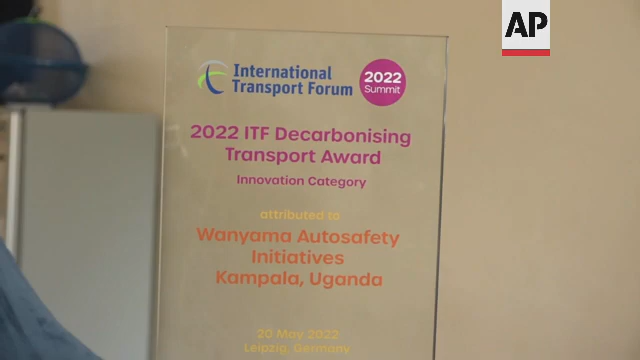 AP
International
Transport Forum
2022
Summit
2022 ITF Decarbonising
Transport Award
Innovation Category
attributed to
Wanyama Autosafety
Initiatives
Kampala, Uganda
20 May 2022
Leipzig, Germany